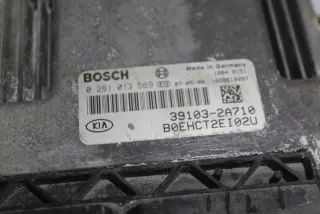 BOSCH
Made in Germany
0 281 013 569
39103-2A710
KIA
B0EHCT2EI02U